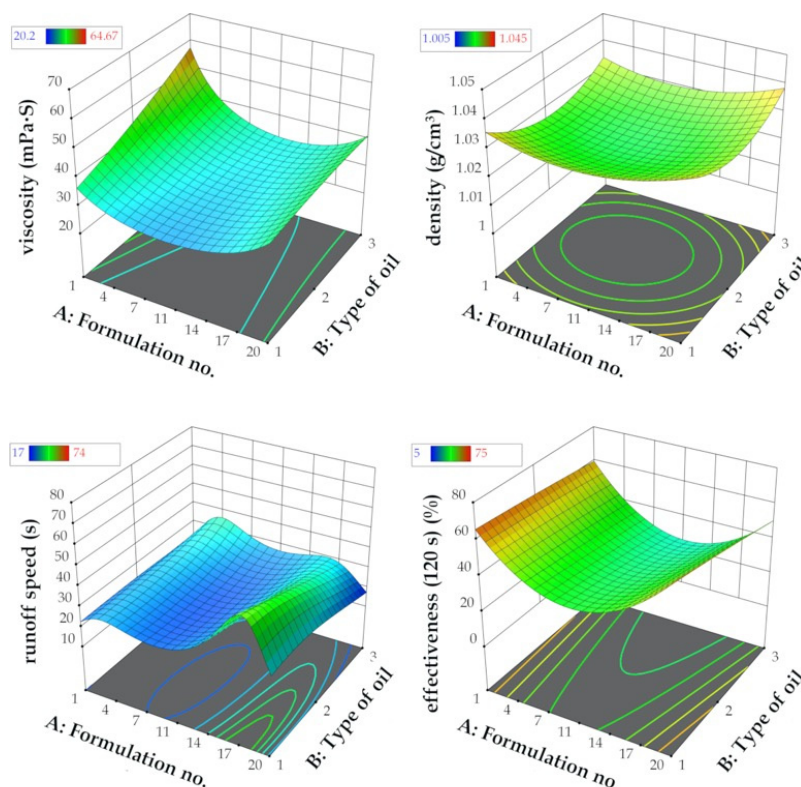 20.2 64.67
70
60
50
40
30
20
viscosity (mPa·S)
1 4 7 11 14 17 20
A: Formulation no.
1 2 3
B: Type of oil
1.005 1.045
1.05
1.04
1.03
1.02
1.01
1
density (g/cm³)
1 4 7 11 14 17 20
A: Formulation no.
1 2 3
B: Type of oil
17 74
80
70
60
50
40
30
20
10
runoff speed (s)
1 4 7 11 14 17 20
A: Formulation no.
1 2 3
B: Type of oil
5 75
80
60
40
20
0
effectiveness (120 s) (%)
1 4 7 11 14 17 20
A: Formulation no
1 2 3
B: Type of oil